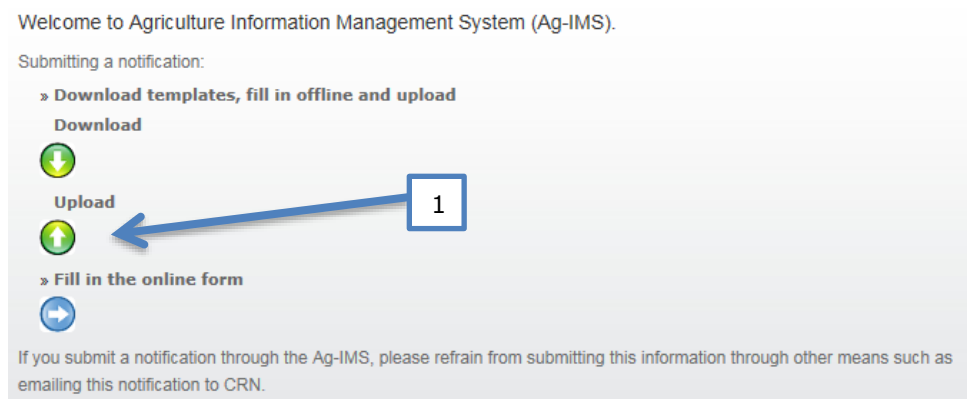 Welcome to Agriculture Information Management System (Ag-IMS).
Submitting a notification:
» Download templates, fill in offline and upload
Download
Upload
1
» Fill in the online form
If you submit a notification through the Ag-IMS, please refrain from submitting this information through other means such as
emailing this notification to CRN.